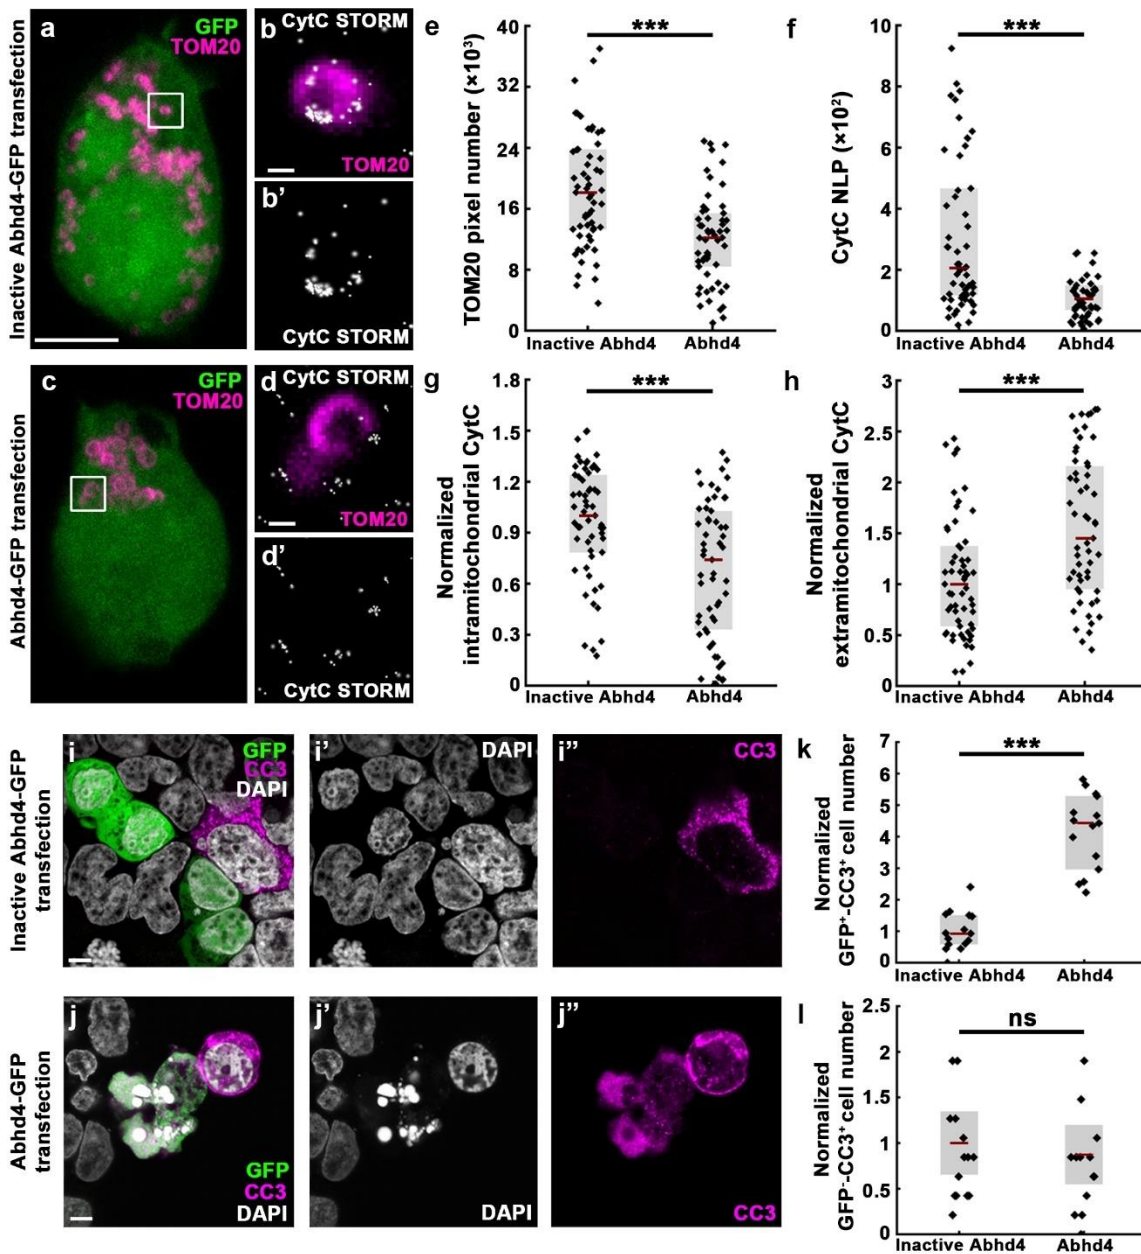 Inactive Abhd4-GFP transfection
a
GFP
TOM20
b
CytC STORM
TOM20
b'
CytC STORM
e
TOM20 pixel number (×10³)
***
40
32
24
16
8
0
Inactive Abhd4
Abhd4
f
CytC NLP (×10²)
***
10
8
6
4
2
0
Inactive Abhd4
Abhd4
Abhd4-GFP transfection
c
GFP
TOM20
d
CytC STORM
TOM20
d'
CytC STORM
g
Normalized
intramitochondrial CytC
***
1.8
1.5
1.2
0.9
0.6
0.3
0
Inactive Abhd4
Abhd4
h
Normalized
extramitochondrial CytC
***
3
2.5
2
1.5
1
0.5
0
Inactive Abhd4
Abhd4
Inactive Abhd4-GFP
transfection
i
GFP
CC3
DAPI
i'
DAPI
i''
CC3
k
Normalized
GFP⁺-CC3⁺ cell number
***
7
6
5
4
3
2
1
0
Inactive Abhd4
Abhd4
Abhd4-GFP
transfection
j
GFP
CC3
DAPI
j'
DAPI
j''
CC3
l
Normalized
GFP⁻-CC3⁺ cell number
ns
2.5
2
1.5
1
0.5
0
Inactive Abhd4
Abhd4